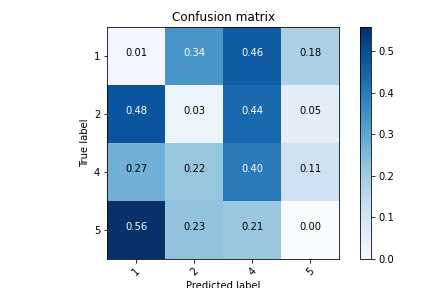 Confusion matrix
True label
1 0.01 0.34 0.46 0.18
2 0.48 0.03 0.44 0.05
4 0.27 0.22 0.40 0.11
5 0.56 0.23 0.21 0.00
1 2 4 5
Predicted label
0.5
0.4
0.3
0.2
0.1
0.0